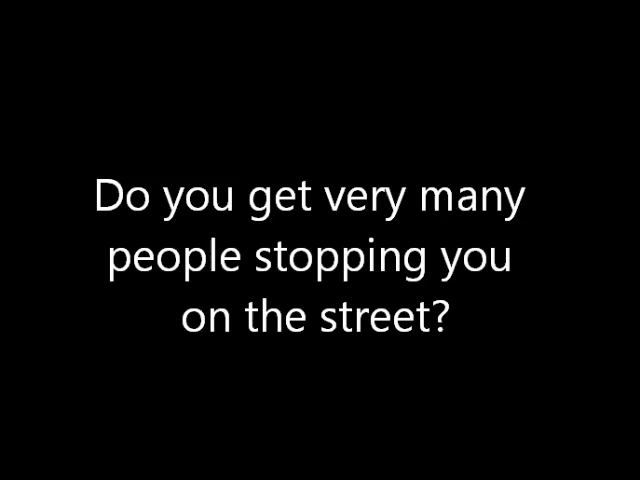 Do you get very many
people stopping you
on the street?